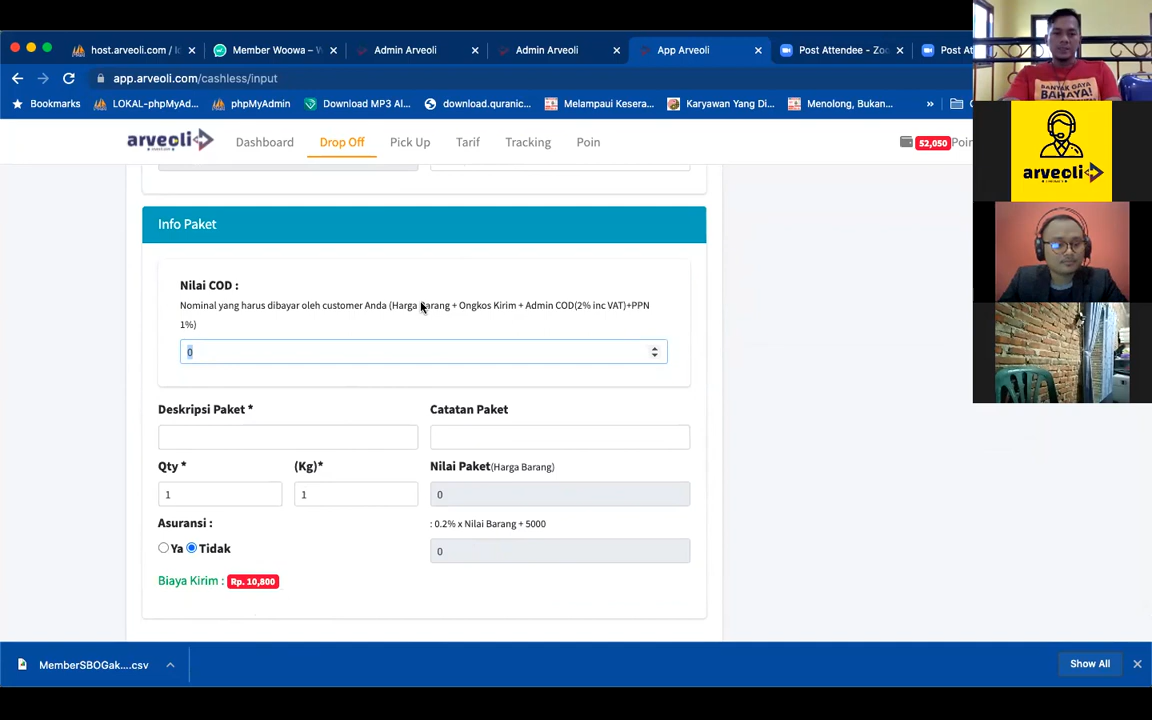 host.arveoli.com / lo
Member Woowa – W
Admin Arveoli
Admin Arveoli
App Arveoli
Post Attendee - Zoo
Post At
app.arveoli.com/cashless/input
Bookmarks
LOKAL-phpMyAd...
phpMyAdmin
Download MP3 Al...
download.quranic...
Melampaui Kesera...
Karyawan Yang Di...
Menolong, Bukan...
»
arveoli
Dashboard
Drop Off
Pick Up
Tarif
Tracking
Poin
52,050
Poin
BANYAK GAYA
BAHAYA!
arveoli
Info Paket
Nilai COD :
Nominal yang harus dibayar oleh customer Anda (Harga Barang + Ongkos Kirim + Admin COD(2% inc VAT)+PPN
1%)
0
Deskripsi Paket *
Catatan Paket
Qty *
(Kg)*
Nilai Paket(Harga Barang)
1
1
0
Asuransi :
: 0.2% x Nilai Barang + 5000
Ya
Tidak
0
Biaya Kirim :
Rp. 10,800
MemberSBOGak....csv
Show All